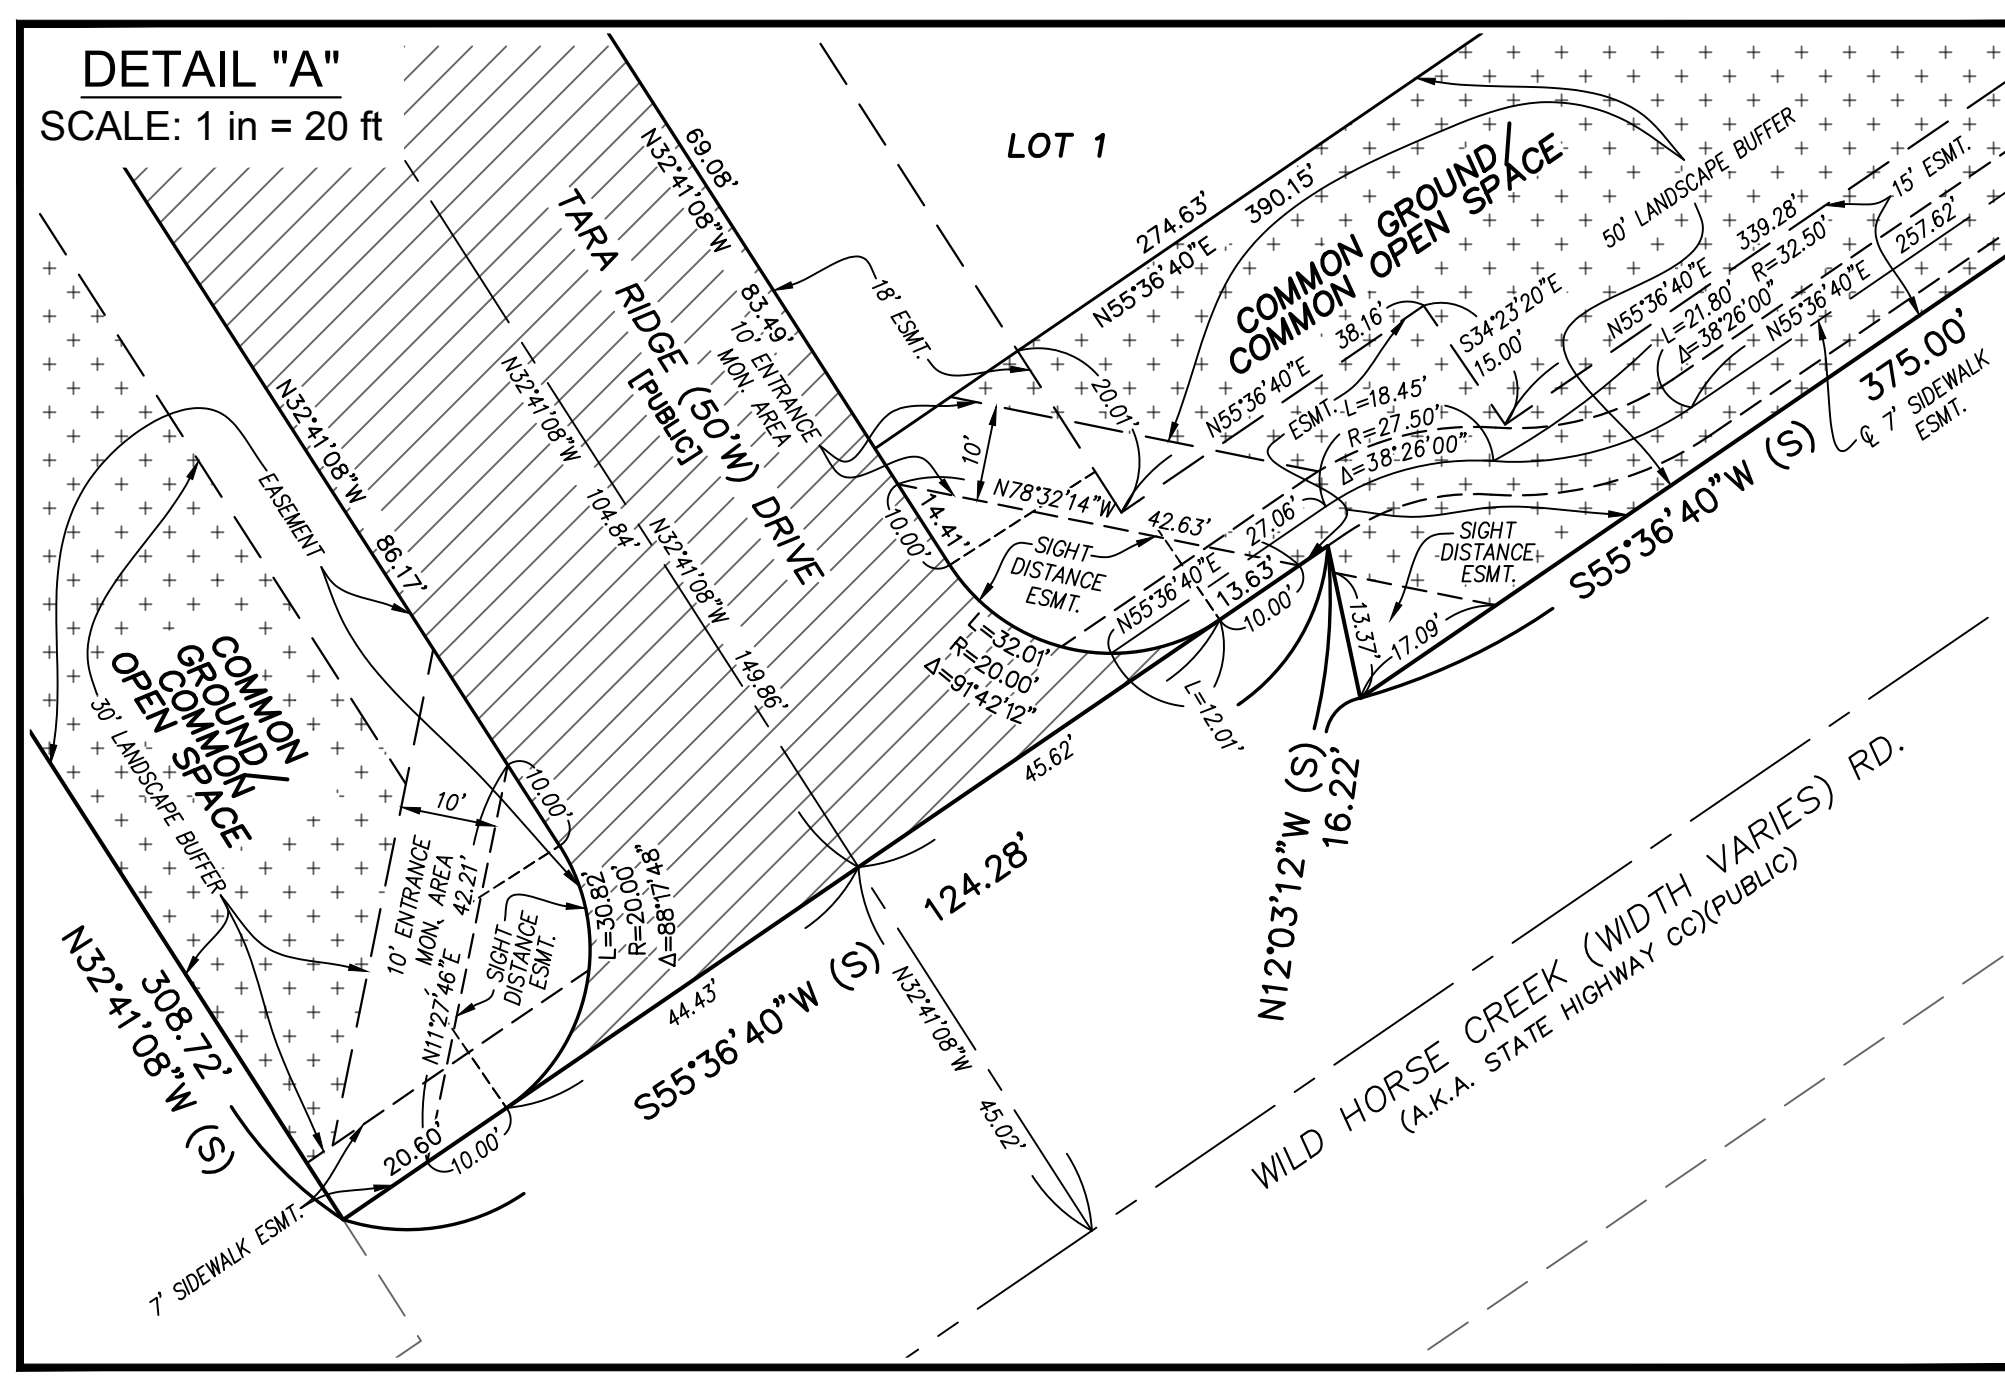 DETAIL "A"
SCALE: 1 in = 20 ft
LOT 1
69.08'
N32°41'08"W
TARA RIDGE (50'W) DRIVE
[PUBLIC]
83.49'
10' ENTRANCE
MON. AREA
18' ESMT.
274.63'
N55°36'40"E
390.15'
COMMON GROUND/
COMMON OPEN SPACE
50' LANDSCAPE BUFFER
15' ESMT.
339.28'
N55°36'40"E
R=32.50'
L=21.80'
Δ=38°26'00"
257.62'
N55°36'40"E
38.16'
N55°36'40"E
S34°23'20"E
15.00'
ESMT.
L=18.45'
R=27.50'
Δ=38°26'00"
20.01'
10'
N78°32'14"W
42.63'
14.41'
10.00'
SIGHT
DISTANCE
ESMT.
27.06'
N55°36'40"E
13.63'
10.00'
SIGHT
DISTANCE
ESMT.
13.37'
17.09'
S55°36'40"W (S)
375.00'
℄ 7' SIDEWALK
ESMT.
L=32.01'
R=20.00'
Δ=91°42'12"
L=12.01'
N12°03'12"W (S)
16.22'
N32°41'08"W
104.84'
N32°41'08"W
149.86'
N32°41'08"W
86.17'
EASEMENT
COMMON
GROUND/
COMMON
OPEN SPACE
30' LANDSCAPE BUFFER
10'
10' ENTRANCE
MON. AREA
42.21'
N11°27'46"E
10.00'
SIGHT
DISTANCE
ESMT.
L=30.82'
R=20.00'
Δ=88°17'48"
45.62'
44.43'
124.28'
S55°36'40"W (S)
N32°41'08"W
45.02'
308.72'
N32°41'08"W (S)
20.60'
10.00'
7' SIDEWALK ESMT.
WILD HORSE CREEK (WIDTH VARIES) RD.
(A.K.A. STATE HIGHWAY CC)(PUBLIC)